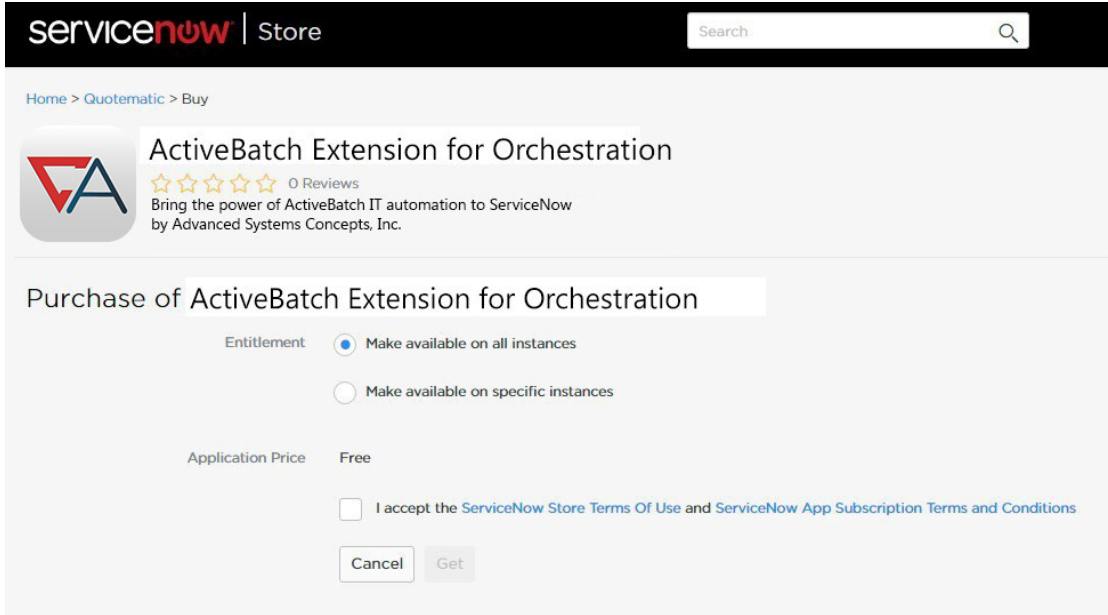 servicenow | Store
Search
Home > Quotematic > Buy
ActiveBatch Extension for Orchestration
0 Reviews
Bring the power of ActiveBatch IT automation to ServiceNow
by Advanced Systems Concepts, Inc.
Purchase of ActiveBatch Extension for Orchestration
Entitlement Make available on all instances
Make available on specific instances
Application Price Free
I accept the ServiceNow Store Terms Of Use and ServiceNow App Subscription Terms and Conditions
Cancel Get